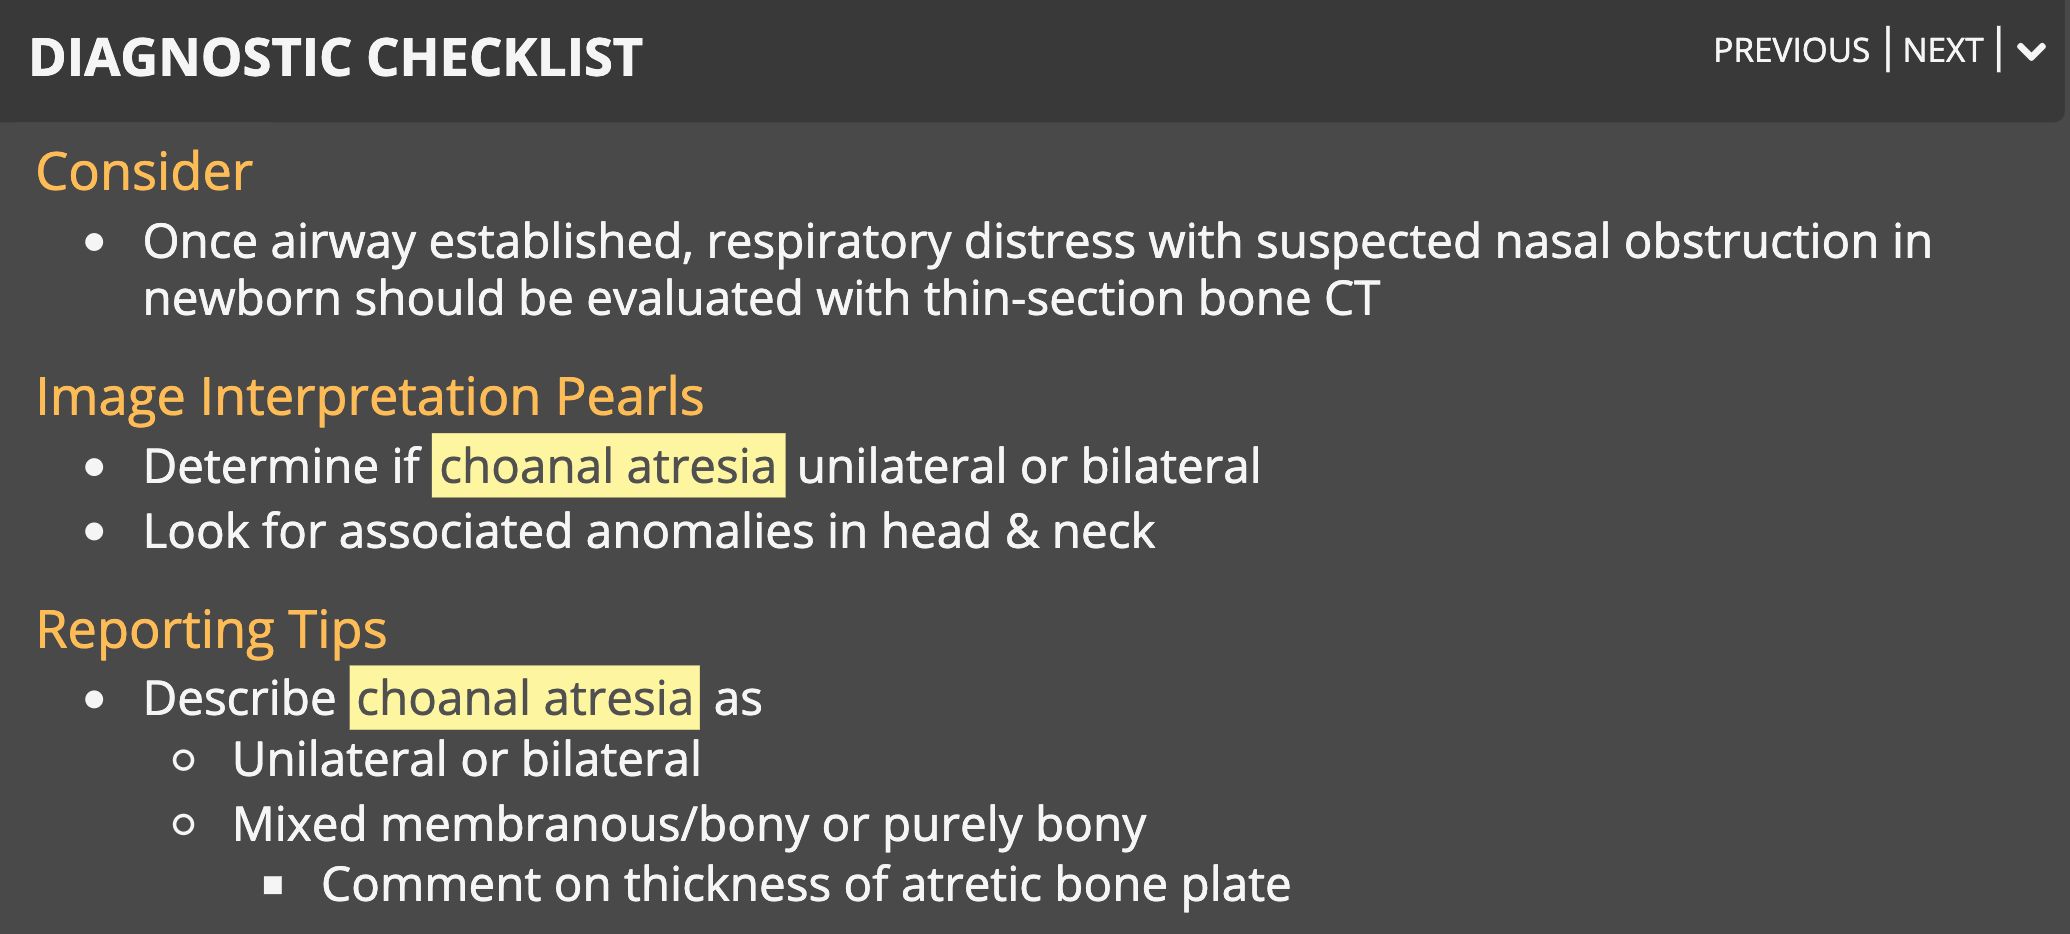 DIAGNOSTIC CHECKLIST
PREVIOUS | NEXT |
Consider
• Once airway established, respiratory distress with suspected nasal obstruction in
newborn should be evaluated with thin-section bone CT
Image Interpretation Pearls
• Determine if choanal atresia unilateral or bilateral
• Look for associated anomalies in head & neck
Reporting Tips
• Describe choanal atresia as
○ Unilateral or bilateral
○ Mixed membranous/bony or purely bony
▪ Comment on thickness of atretic bone plate